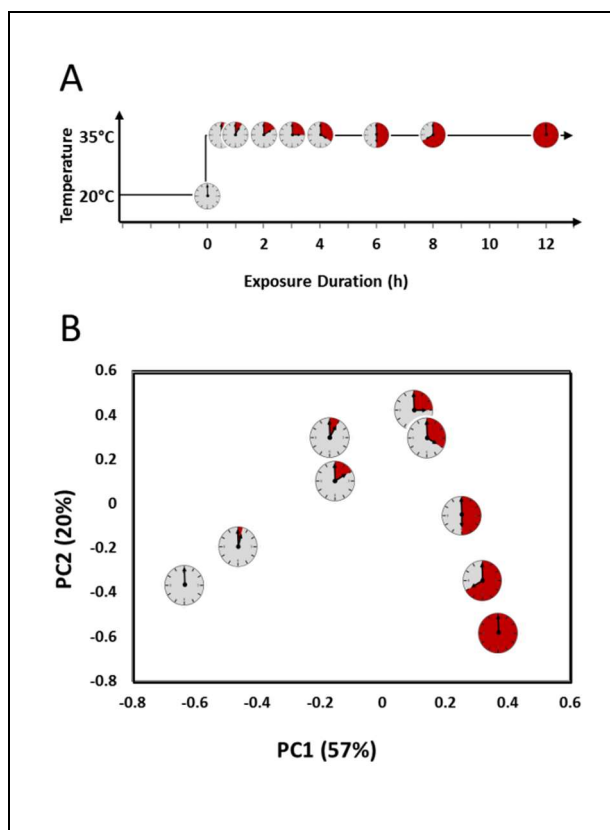 A
Temperature
35°C
20°C
0 2 4 6 8 10 12
Exposure Duration (h)
B
PC2 (20%)
0.6
0.4
0.2
0
-0.2
-0.4
-0.6
-0.8
-0.8 -0.6 -0.4 -0.2 0 0.2 0.4 0.6
PC1 (57%)